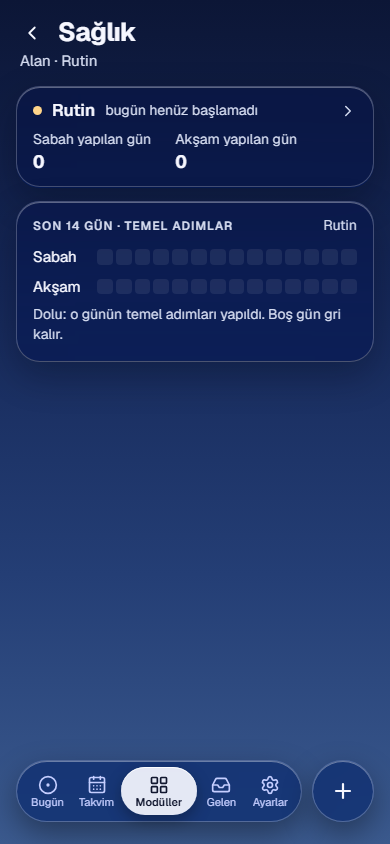 Sağlık
Alan · Rutin
Rutin bugün henüz başlamadı
Sabah yapılan gün Akşam yapılan gün
0 0
SON 14 GÜN · TEMEL ADIMLAR Rutin
Sabah
Akşam
Dolu: o günün temel adımları yapıldı. Boş gün gri
kalır.
Bugün Takvim Modüller Gelen Ayarlar